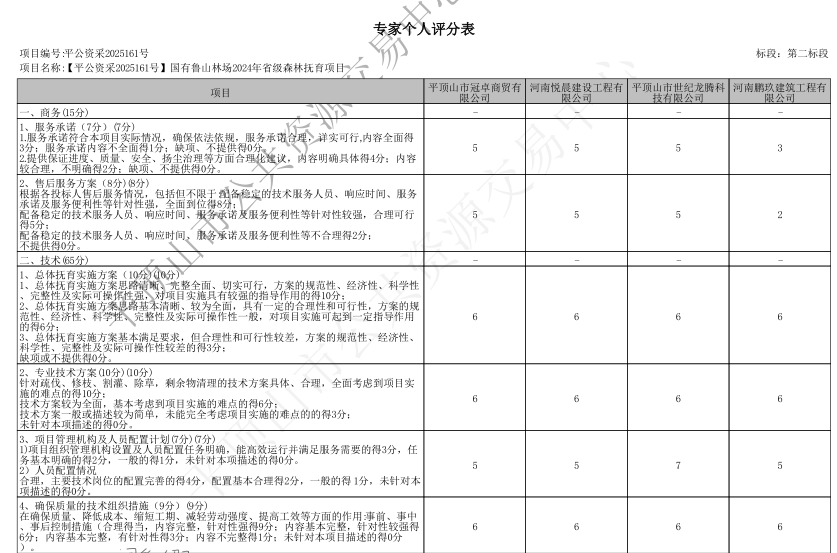 专家个人评分表
项目编号:平公资采2025161号
标段：第二标段
项目名称:【平公资采2025161号】国有鲁山林场2024年省级森林抚育项目
项目 平顶山市冠卓商贸有限公司 河南悦晨建设工程有限公司 平顶山市世纪龙腾科技有限公司 河南鹏玖建筑工程有限公司
一、商务(15分) － － － －
1、服务承诺（7分）(7分)
1.服务承诺符合本项目实际情况，确保依法依规，服务承诺合理，详实可行,内容全面得
3分；服务承诺内容不全面得1分；缺项、不提供得0分。
2.提供保证进度、质量、安全、扬尘治理等方面合理化建议，内容明确具体得4分；内容
较合理，不明确得2分；缺项、不提供得0分。
5 5 5 3
2、售后服务方案（8分)(8分)
根据各投标人售后服务情况，包括但不限于:配备稳定的技术服务人员、响应时间、服务
承诺及服务便利性等针对性强，全面到位得8分；
配备稳定的技术服务人员、响应时间、服务承诺及服务便利性等针对性较强，合理可行
得5分；
配备稳定的技术服务人员、响应时间、服务承诺及服务便利性等不合理得2分；
不提供得0分。
5 5 5 2
二、技术(65分) － － － －
1、总体抚育实施方案（10分)(10分)
1、总体抚育实施方案思路清晰、完整全面、切实可行，方案的规范性、经济性、科学性
、完整性及实际可操作性强，对项目实施具有较强的指导作用的得10分；
2、总体抚育实施方案思路基本清晰、较为全面，具有一定的合理性和可行性，方案的规
范性、经济性、科学性、完整性及实际可操作性一般，对项目实施可起到一定指导作用
的得6分；
3、总体抚育实施方案基本满足要求，但合理性和可行性较差，方案的规范性、经济性、
科学性、完整性及实际可操作性较差的得3分；
缺项或不提供得0分。
6 6 6 6
2、专业技术方案(10分)(10分)
针对疏伐、修枝、割灌、除草，剩余物清理的技术方案具体、合理，全面考虑到项目实
施的难点的得10分；
技术方案较为全面，基本考虑到项目实施的难点的得6分；
技术方案一般或描述较为简单，未能完全考虑项目实施的难点的的得3分；
未针对本项描述的得0分。
6 6 6 6
3、项目管理机构及人员配置计划(7分)(7分)
1)项目组织管理机构设置及人员配置任务明确，能高效运行并满足服务需要的得3分，任
务基本明确的得2分，一般的得1分，未针对本项描述的得0分。
2）人员配置情况
合理，主要技术岗位的配置完善的得4分，配置基本合理得2分，一般的得1分，未针对本
项描述的得0分。
5 5 7 5
4、确保质量的技术组织措施（9分）(9分)
在确保质量、降低成本、缩短工期、减轻劳动强度、提高工效等方面的作用:事前、事中
、事后控制措施（合理得当，内容完整，针对性强得9分；内容基本完整，针对性较强得
6分；内容基本完整，有针对性得3分；内容不完整得1分；未针对本项描述的得0分
）。
6 6 6 6
平顶山市公共资源交易中心
平顶山市公共资源交易中心